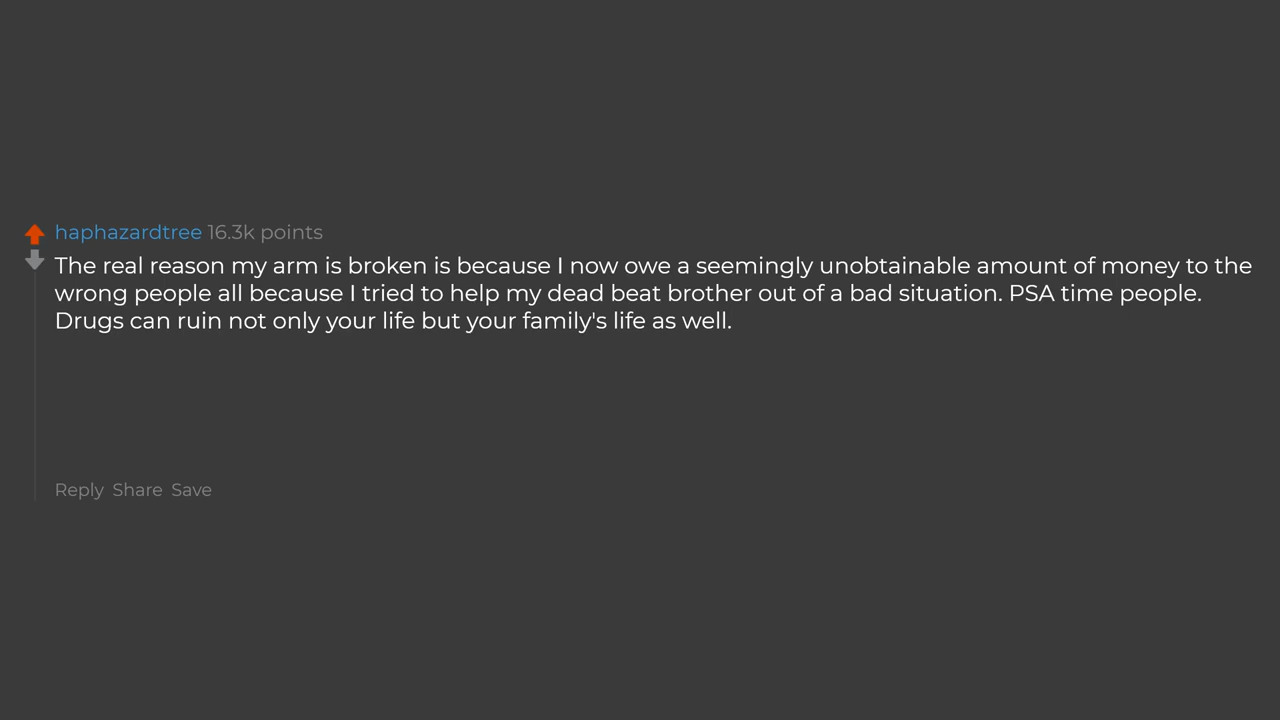 haphazardtree 16.3k points
The real reason my arm is broken is because I now owe a seemingly unobtainable amount of money to the
wrong people all because I tried to help my dead beat brother out of a bad situation. PSA time people.
Drugs can ruin not only your life but your family's life as well.
Reply Share Save